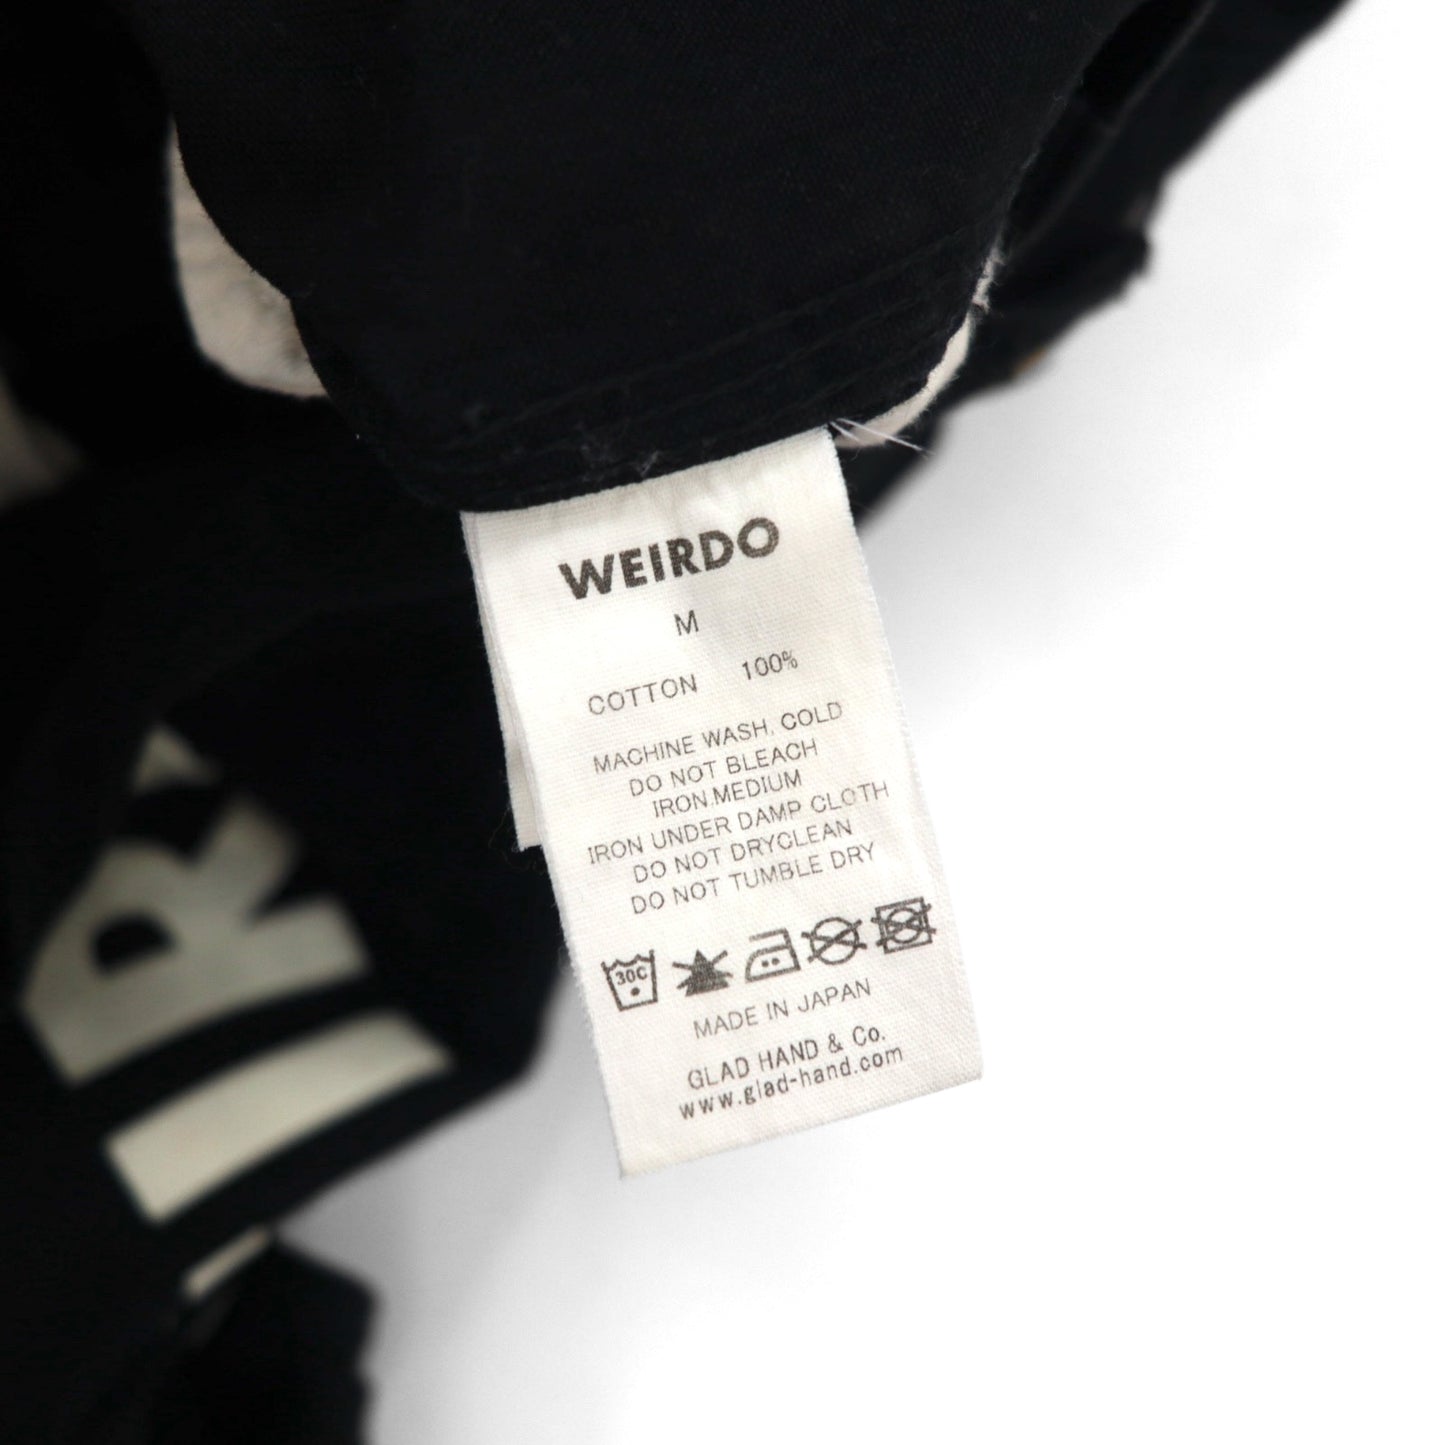 WEIRDO
M
COTTON 100%
MACHINE WASH, COLD
DO NOT BLEACH
IRON.MEDIUM
IRON UNDER DAMP CLOTH
DO NOT DRYCLEAN
DO NOT TUMBLE DRY
30C
MADE IN JAPAN
GLAD HAND & Co.
www.glad-hand.com